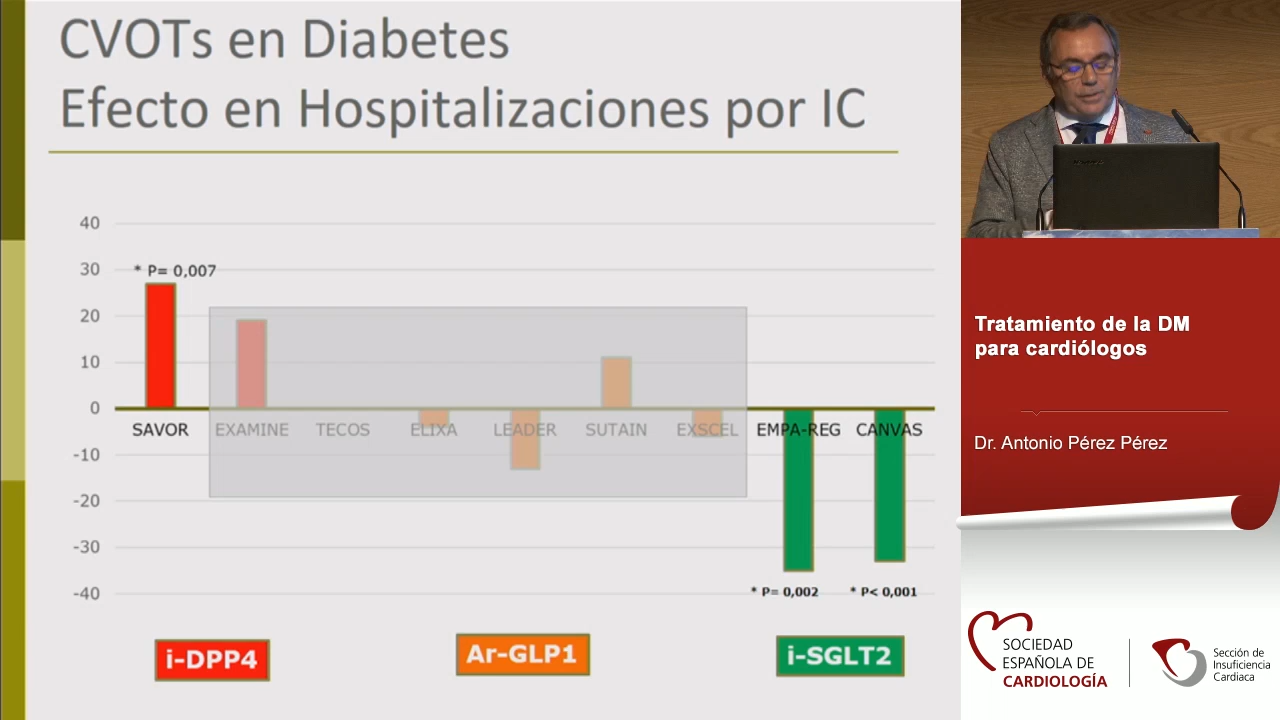 CVOTs en Diabetes
Efecto en Hospitalizaciones por IC
40
30
20
10
0
-10
-20
-30
-40
* P= 0,007
SAVOR
EXAMINE
TECOS
ELIXA
LEADER
SUTAIN
EXSCEL
EMPA-REG
CANVAS
* P= 0,002
* P< 0,001
i-DPP4
Ar-GLP1
i-SGLT2
Tratamiento de la DM
para cardiólogos
Dr. Antonio Pérez Pérez
SOCIEDAD
ESPAÑOLA DE
CARDIOLOGÍA
Sección de
Insuficiencia
Cardiaca